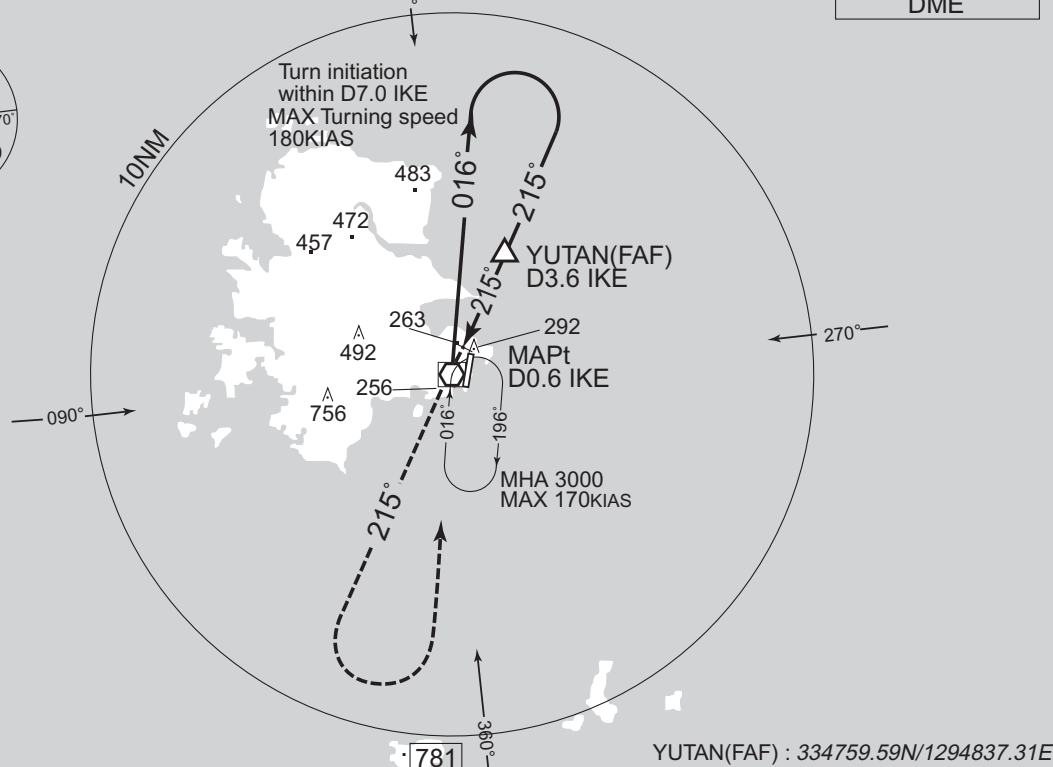 DME
°
Turn initiation
within D7.0 IKE
MAX Turning speed
180KIAS
10NM
70°
016°
215°
483
472
457
YUTAN(FAF)
D3.6 IKE
215°
263
292
492
MAPt
D0.6 IKE
270°
256
756
090°
016°
196°
MHA 3000
MAX 170KIAS
215°
360°
781
YUTAN(FAF) : 334759.59N/1294837.31E